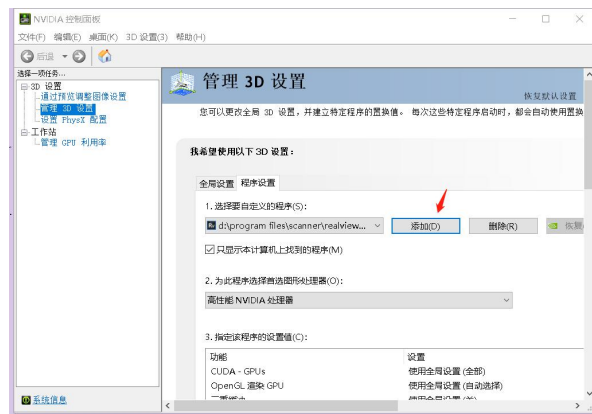 NVIDIA 控制面板
文件(F) 编辑(E) 桌面(K) 3D 设置(3) 帮助(H)
后退
选择一项任务...
3D 设置
通过预览调整图像设置
管理 3D 设置
设置 PhysX 配置
工作站
管理 GPU 利用率
系统信息
管理 3D 设置
恢复默认设置
您可以更改全局 3D 设置，并建立特定程序的置换值。 每次这些特定程序启动时，都会自动使用置换
我希望使用以下 3D 设置：
全局设置 程序设置
1. 选择要自定义的程序(S)：
d:\program files\scanner\realview... 添加(D) 删除(R) 恢复
只显示本计算机上找到的程序(M)
2. 为此程序选择首选图形处理器(O)：
高性能 NVIDIA 处理器
3. 指定该程序的设置值(C)：
功能 设置
CUDA - GPUs 使用全局设置 (全部)
OpenGL 渲染 GPU 使用全局设置 (自动选择)